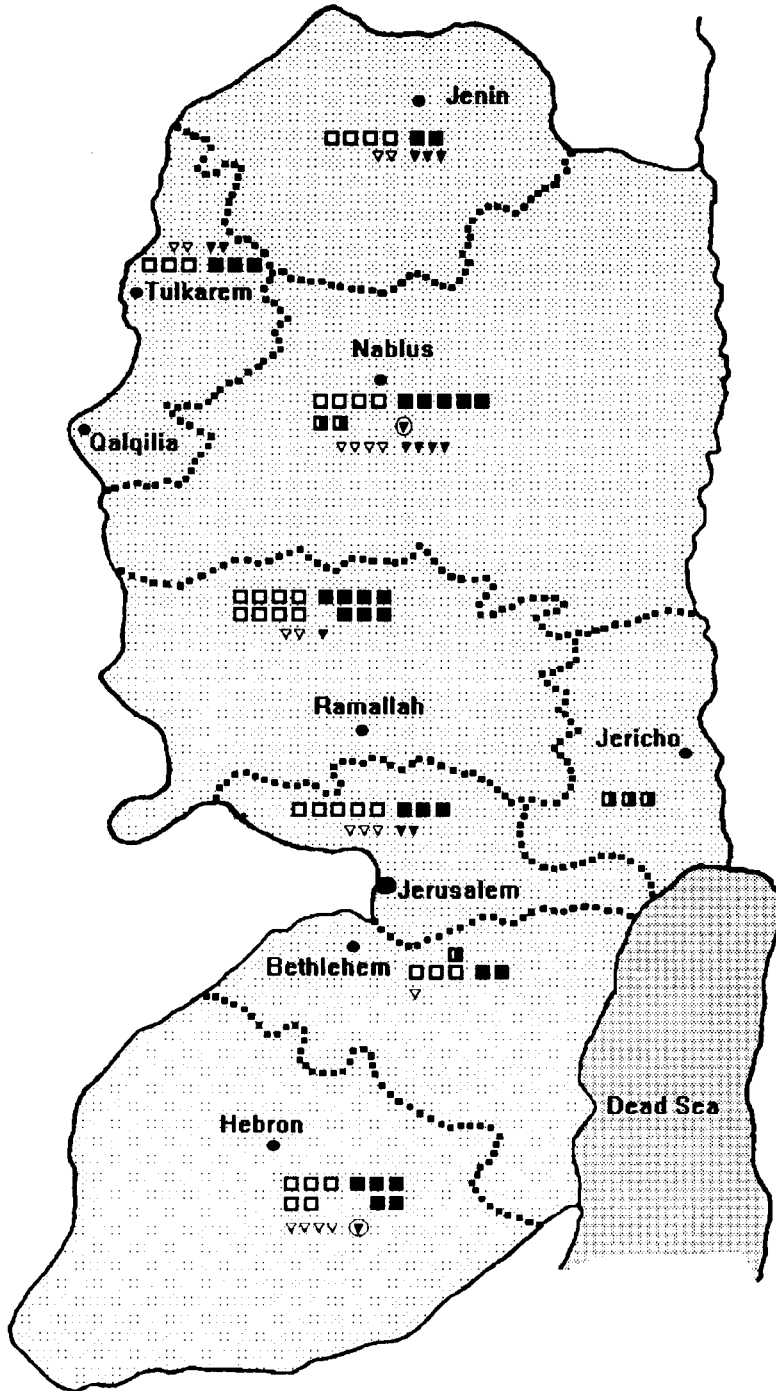 Jenin
Tulkarem
Nablus
Qalqilia
Ramallah
Jericho
Jerusalem
Bethlehem
Dead Sea
Hebron